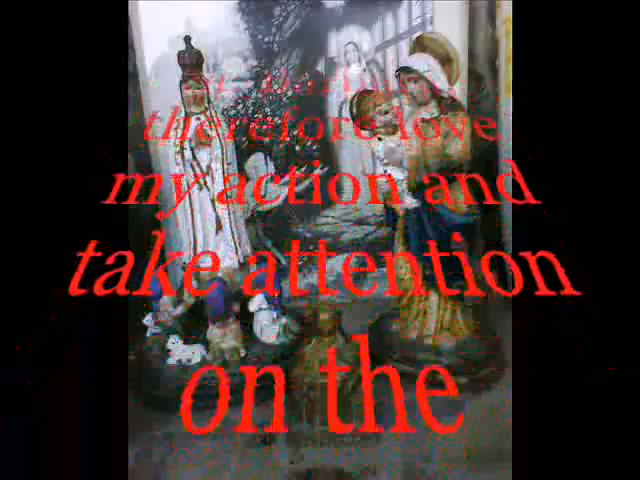 therefore love
my action and
take attention
on the